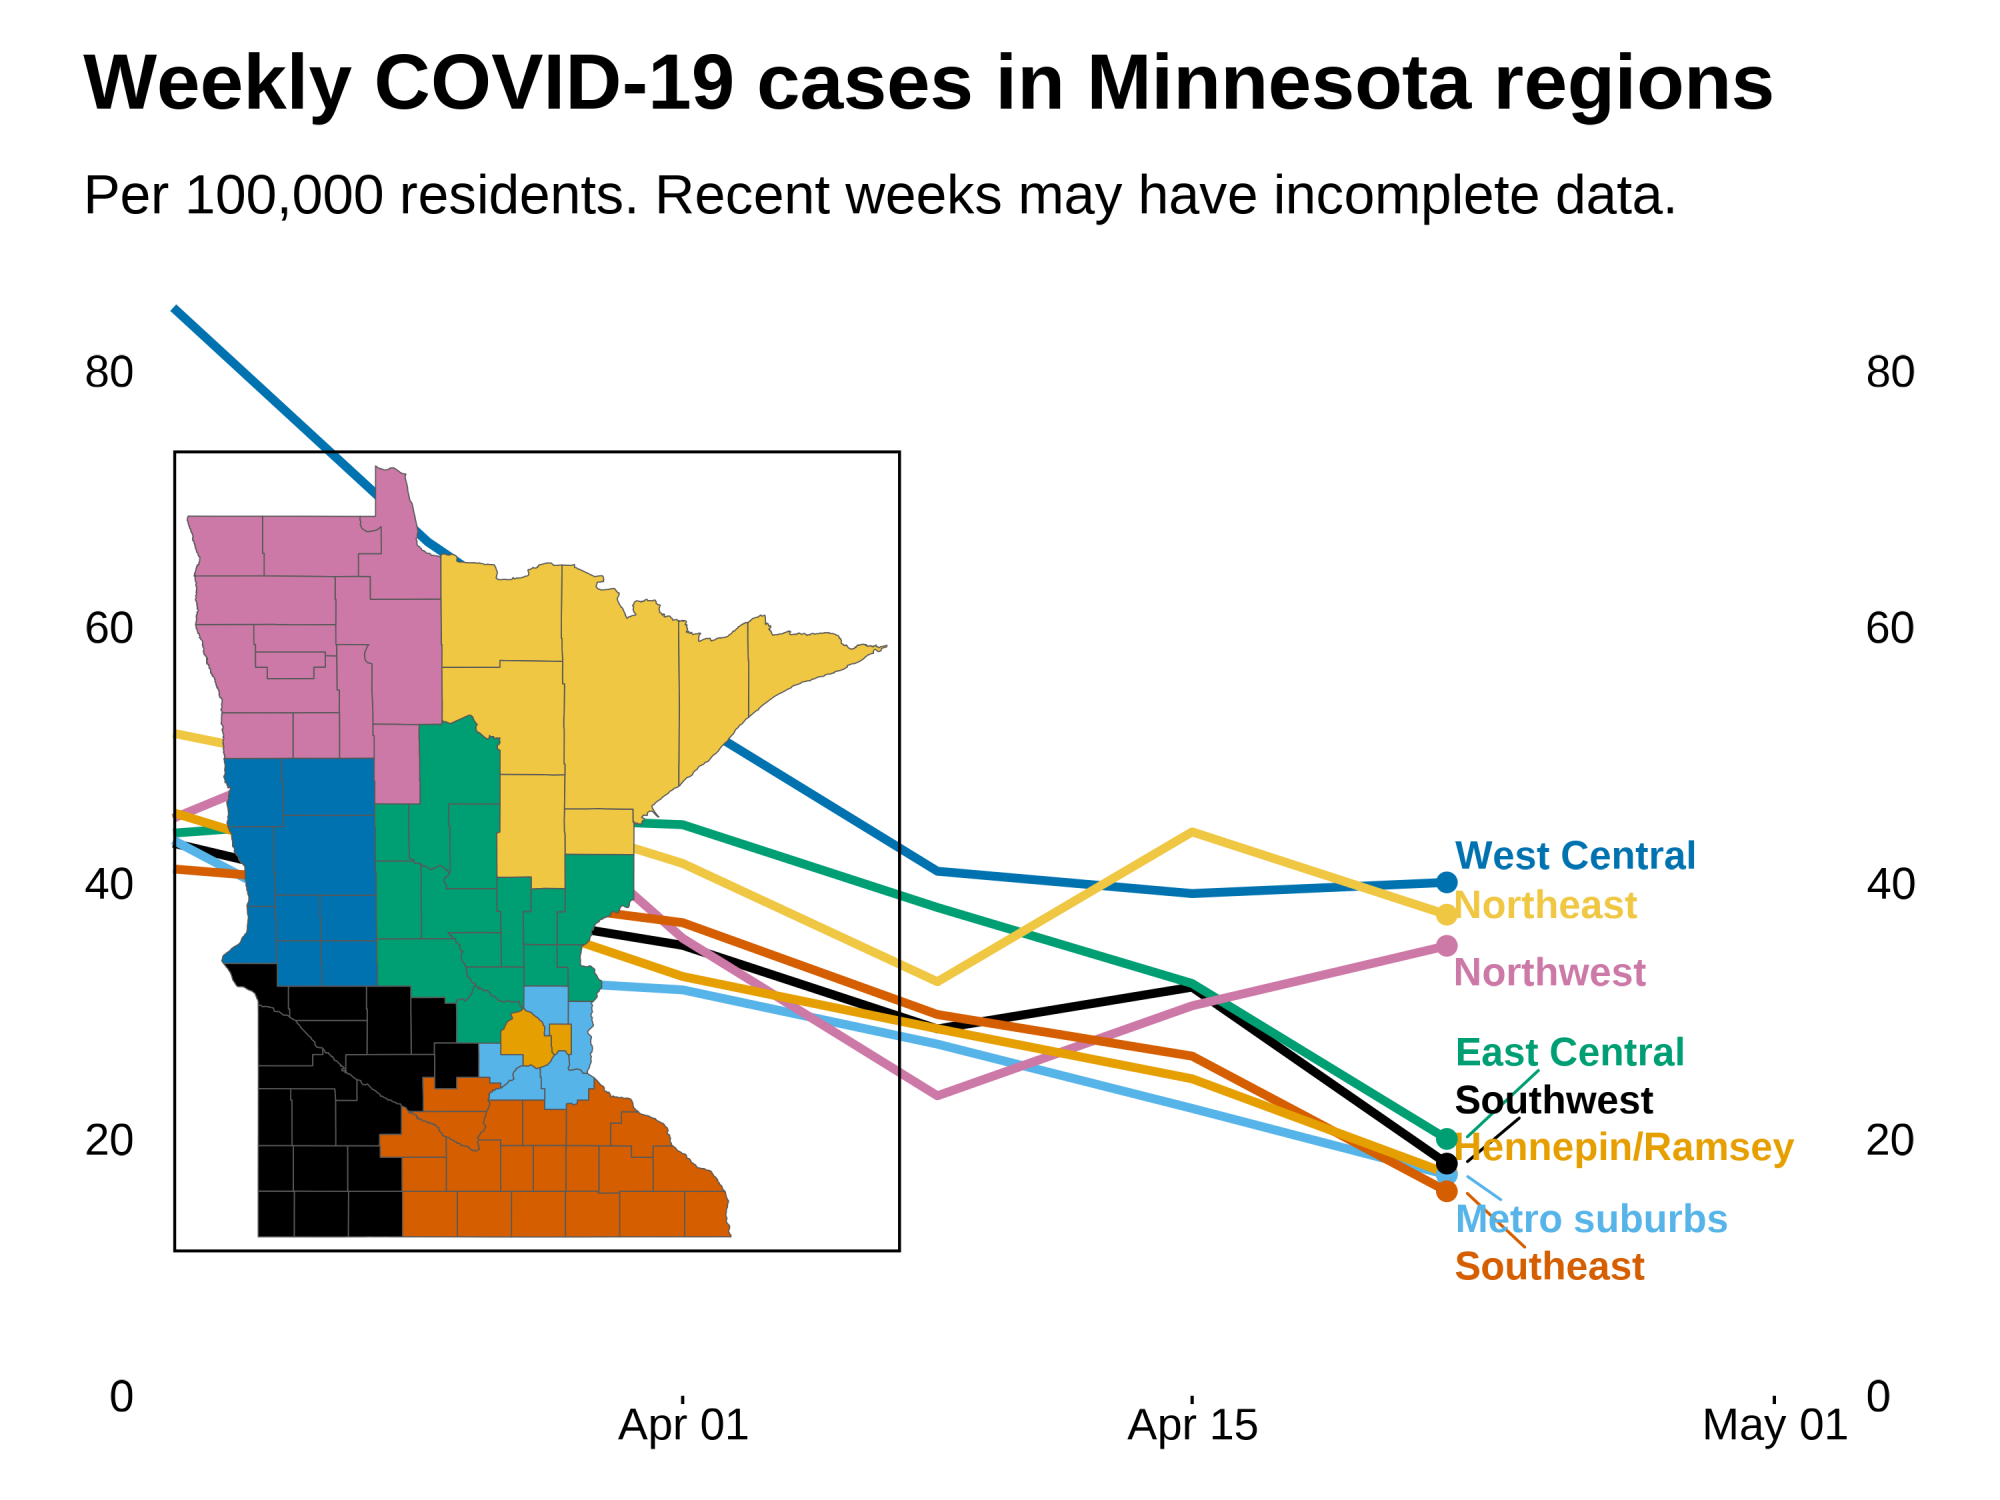 Weekly COVID-19 cases in Minnesota regions
Per 100,000 residents. Recent weeks may have incomplete data.
80 80
60 60
West Central
40 40
Northeast
Northwest
East Central
Southwest
20 20
Hennepin/Ramsey
Metro suburbs
Southeast
0 0
Apr 01 Apr 15 May 01